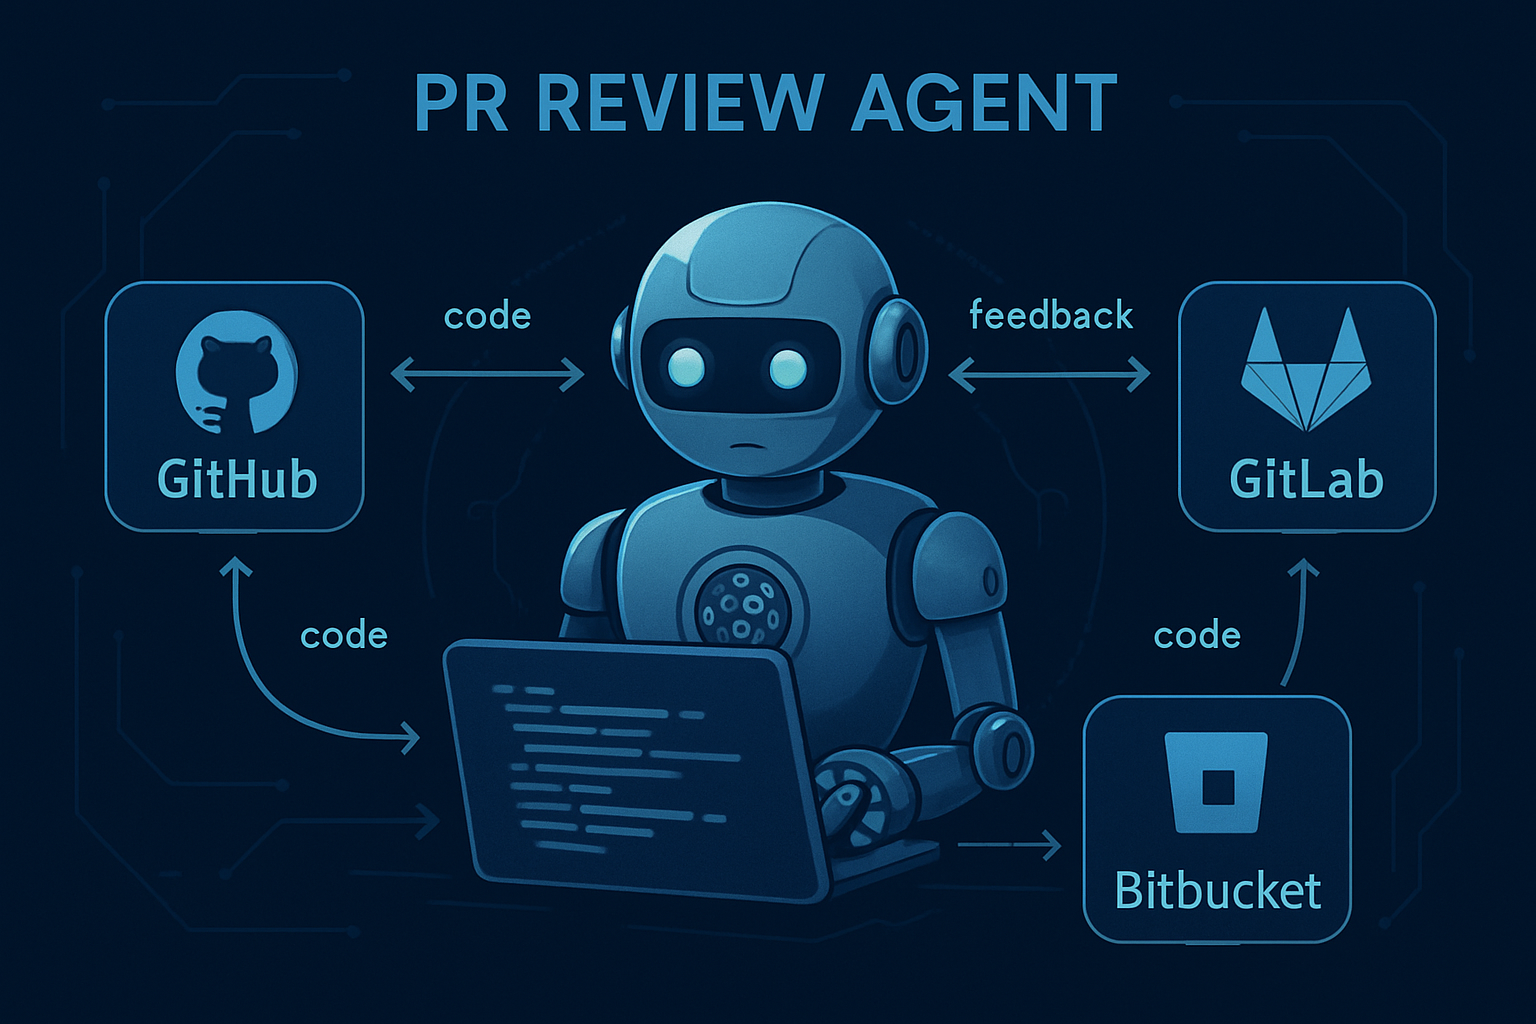 PR REVIEW AGENT
code
feedback
GitHub
GitLab
code
code
Bitbucket